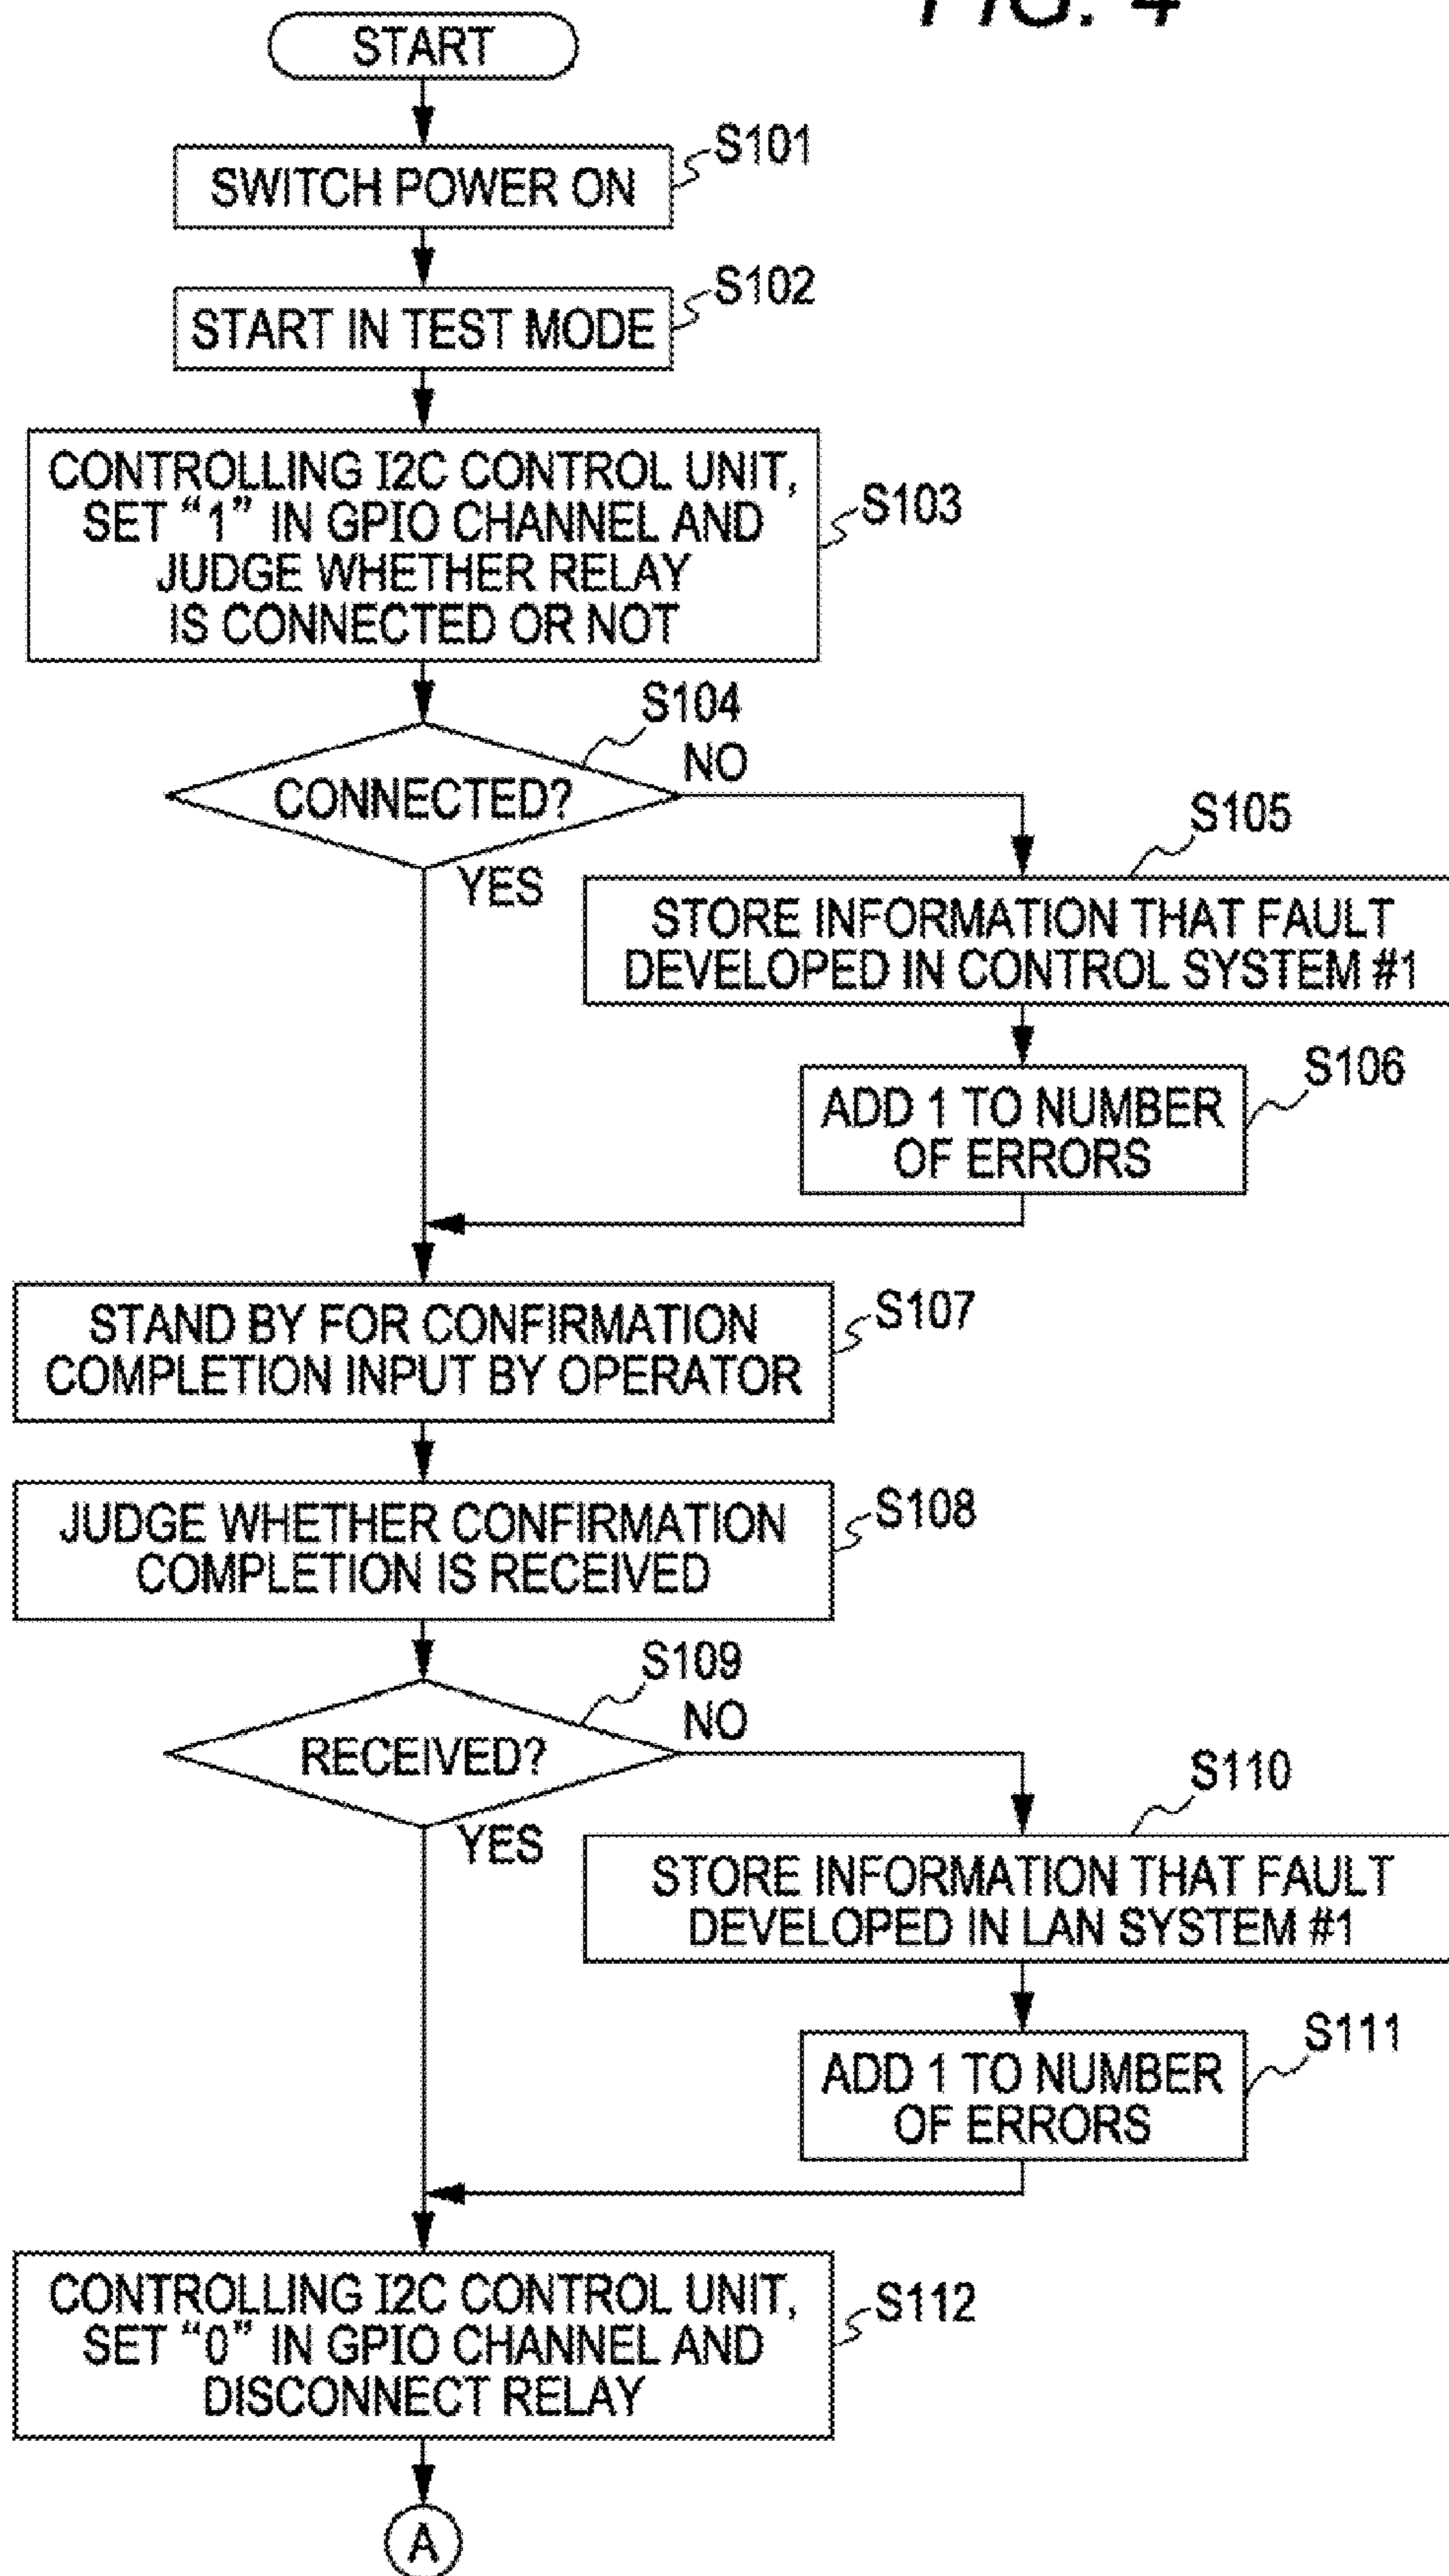 FIG. 4
START
S101
SWITCH POWER ON
S102
START IN TEST MODE
CONTROLLING I2C CONTROL UNIT,
SET “1” IN GPIO CHANNEL AND
JUDGE WHETHER RELAY
IS CONNECTED OR NOT
S103
S104
NO
CONNECTED?
YES
S105
STORE INFORMATION THAT FAULT
DEVELOPED IN CONTROL SYSTEM #1
S106
ADD 1 TO NUMBER
OF ERRORS
STAND BY FOR CONFIRMATION
COMPLETION INPUT BY OPERATOR
S107
JUDGE WHETHER CONFIRMATION
COMPLETION IS RECEIVED
S108
S109
NO
RECEIVED?
YES
S110
STORE INFORMATION THAT FAULT
DEVELOPED IN LAN SYSTEM #1
S111
ADD 1 TO NUMBER
OF ERRORS
CONTROLLING I2C CONTROL UNIT,
SET “0” IN GPIO CHANNEL AND
DISCONNECT RELAY
S112
A